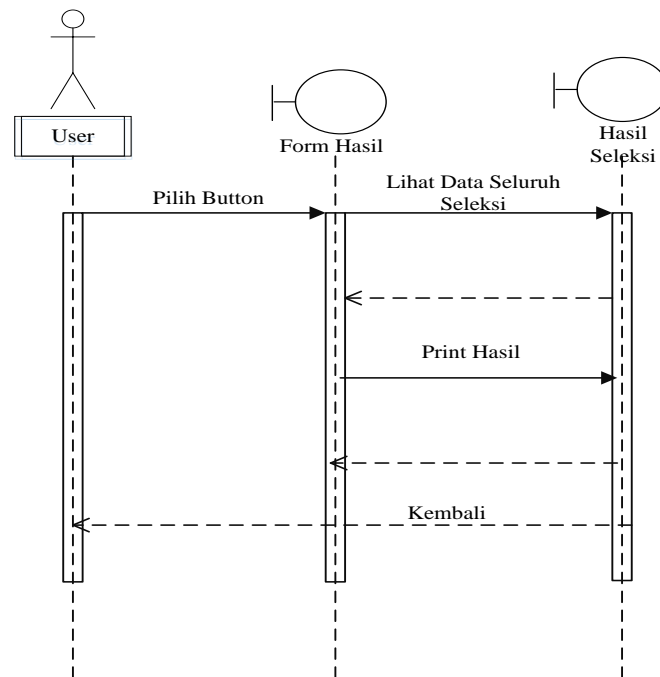 User
Form Hasil
Hasil
Seleksi
Pilih Button
Lihat Data Seluruh
Seleksi
Print Hasil
Kembali